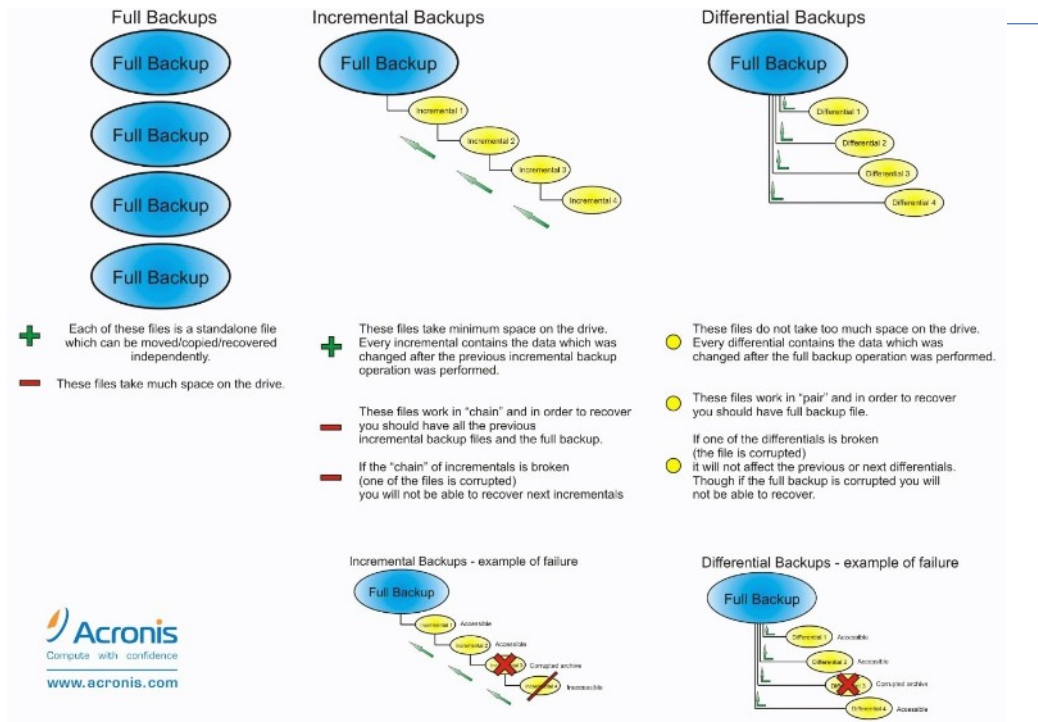 Full Backups
Full Backup
Full Backup
Full Backup
Full Backup
Each of these files is a standalone file
which can be moved/copied/recovered
independently.
These files take much space on the drive.
Incremental Backups
Full Backup
Incremental 1
Incremental 2
Incremental 3
Incremental 4
These files take minimum space on the drive.
Every incremental contains the data which was
changed after the previous incremental backup
operation was performed.
These files work in “chain” and in order to recover
you should have all the previous
incremental backup files and the full backup.
If the “chain” of incrementals is broken
(one of the files is corrupted)
you will not be able to recover next incrementals
Differential Backups
Full Backup
Differential 1
Differential 2
Differential 3
Differential 4
These files do not take too much space on the drive.
Every differential contains the data which was
changed after the full backup operation was performed.
These files work in “pair” and in order to recover
you should have full backup file.
If one of the differentials is broken
(the file is corrupted)
it will not affect the previous or next differentials.
Though if the full backup is corrupted you will
not be able to recover.
Incremental Backups - example of failure
Full Backup
Incremental 1 Accessible
Incremental 2 Accessible
Corrupted archive
Inaccessible
Differential Backups - example of failure
Full Backup
Differential 1 Accessible
Differential 2 Accessible
Corrupted archive
Differential 4 Accessible
Acronis
Compute with confidence
www.acronis.com